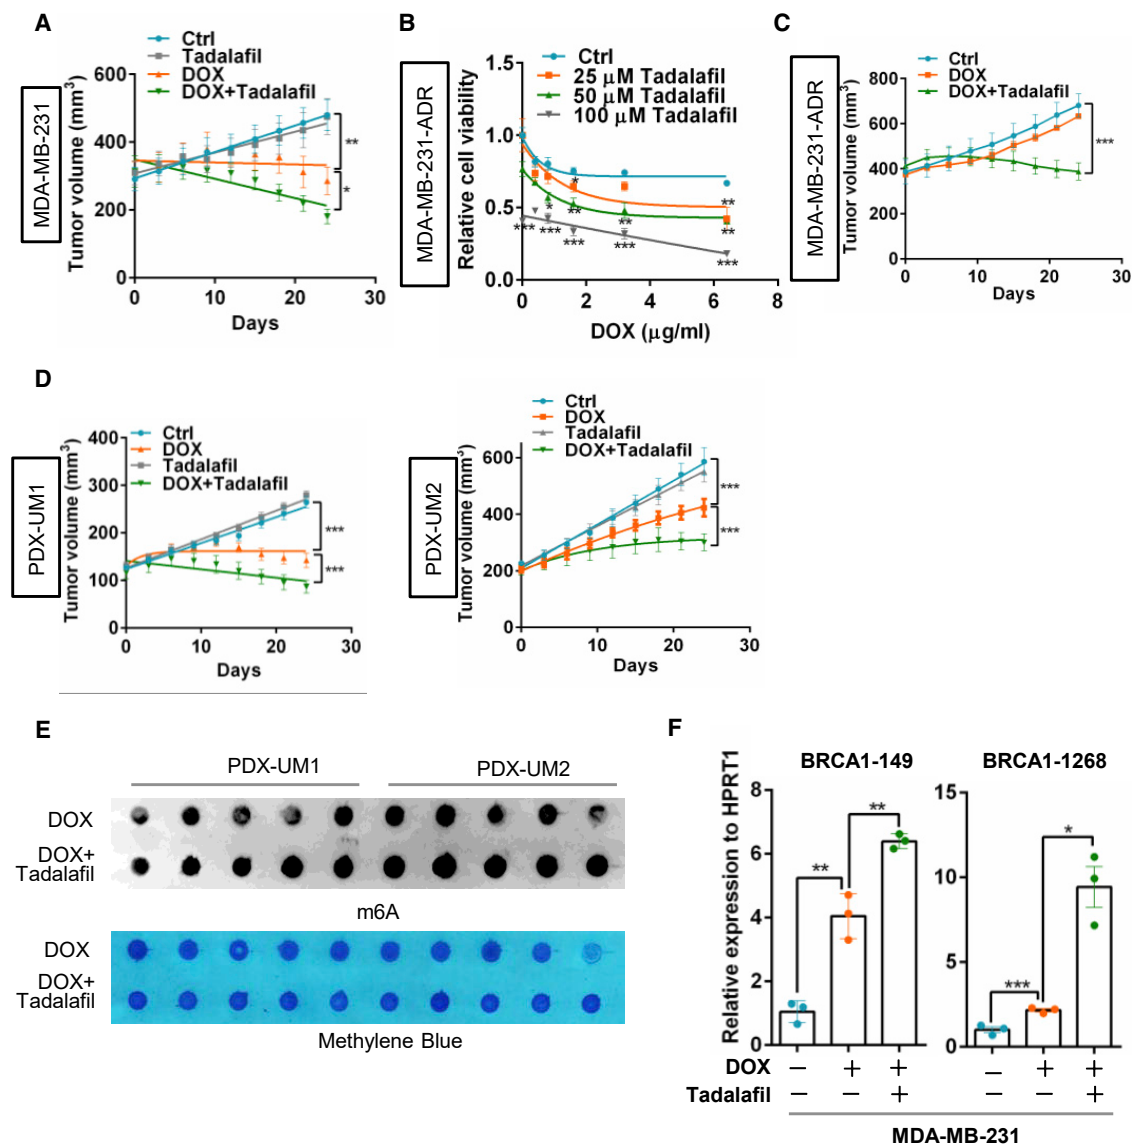 A
Ctrl
Tadalafil
DOX
DOX+Tadalafil
MDA-MB-231
Tumor volume (mm³)
600
400
200
0
0 10 20 30
Days
**
*
B
Ctrl
25 μM Tadalafil
50 μM Tadalafil
100 μM Tadalafil
MDA-MB-231-ADR
Relative cell viability
1.5
1.0
0.5
0.0
0 2 4 6 8
DOX (μg/ml)
*
**
* ** ** **
*** *** *** *** ***
C
Ctrl
DOX
DOX+Tadalafil
MDA-MB-231-ADR
Tumor volume (mm³)
800
600
400
200
0
0 10 20 30
Days
***
D
Ctrl
DOX
Tadalafil
DOX+Tadalafil
PDX-UM1
Tumor volume (mm³)
400
300
200
100
0
0 10 20 30
Days
***
***
Ctrl
DOX
Tadalafil
DOX+Tadalafil
PDX-UM2
Tumor volume (mm³)
600
400
200
0
0 10 20 30
Days
***
***
E
PDX-UM1 PDX-UM2
DOX
DOX+
Tadalafil
m6A
DOX
DOX+
Tadalafil
Methylene Blue
F
BRCA1-149 BRCA1-1268
Relative expression to HPRT1
8
6
4
2
0
**
**
15
10
5
0
***
*
DOX − + + − + +
Tadalafil − − + − − +
MDA-MB-231